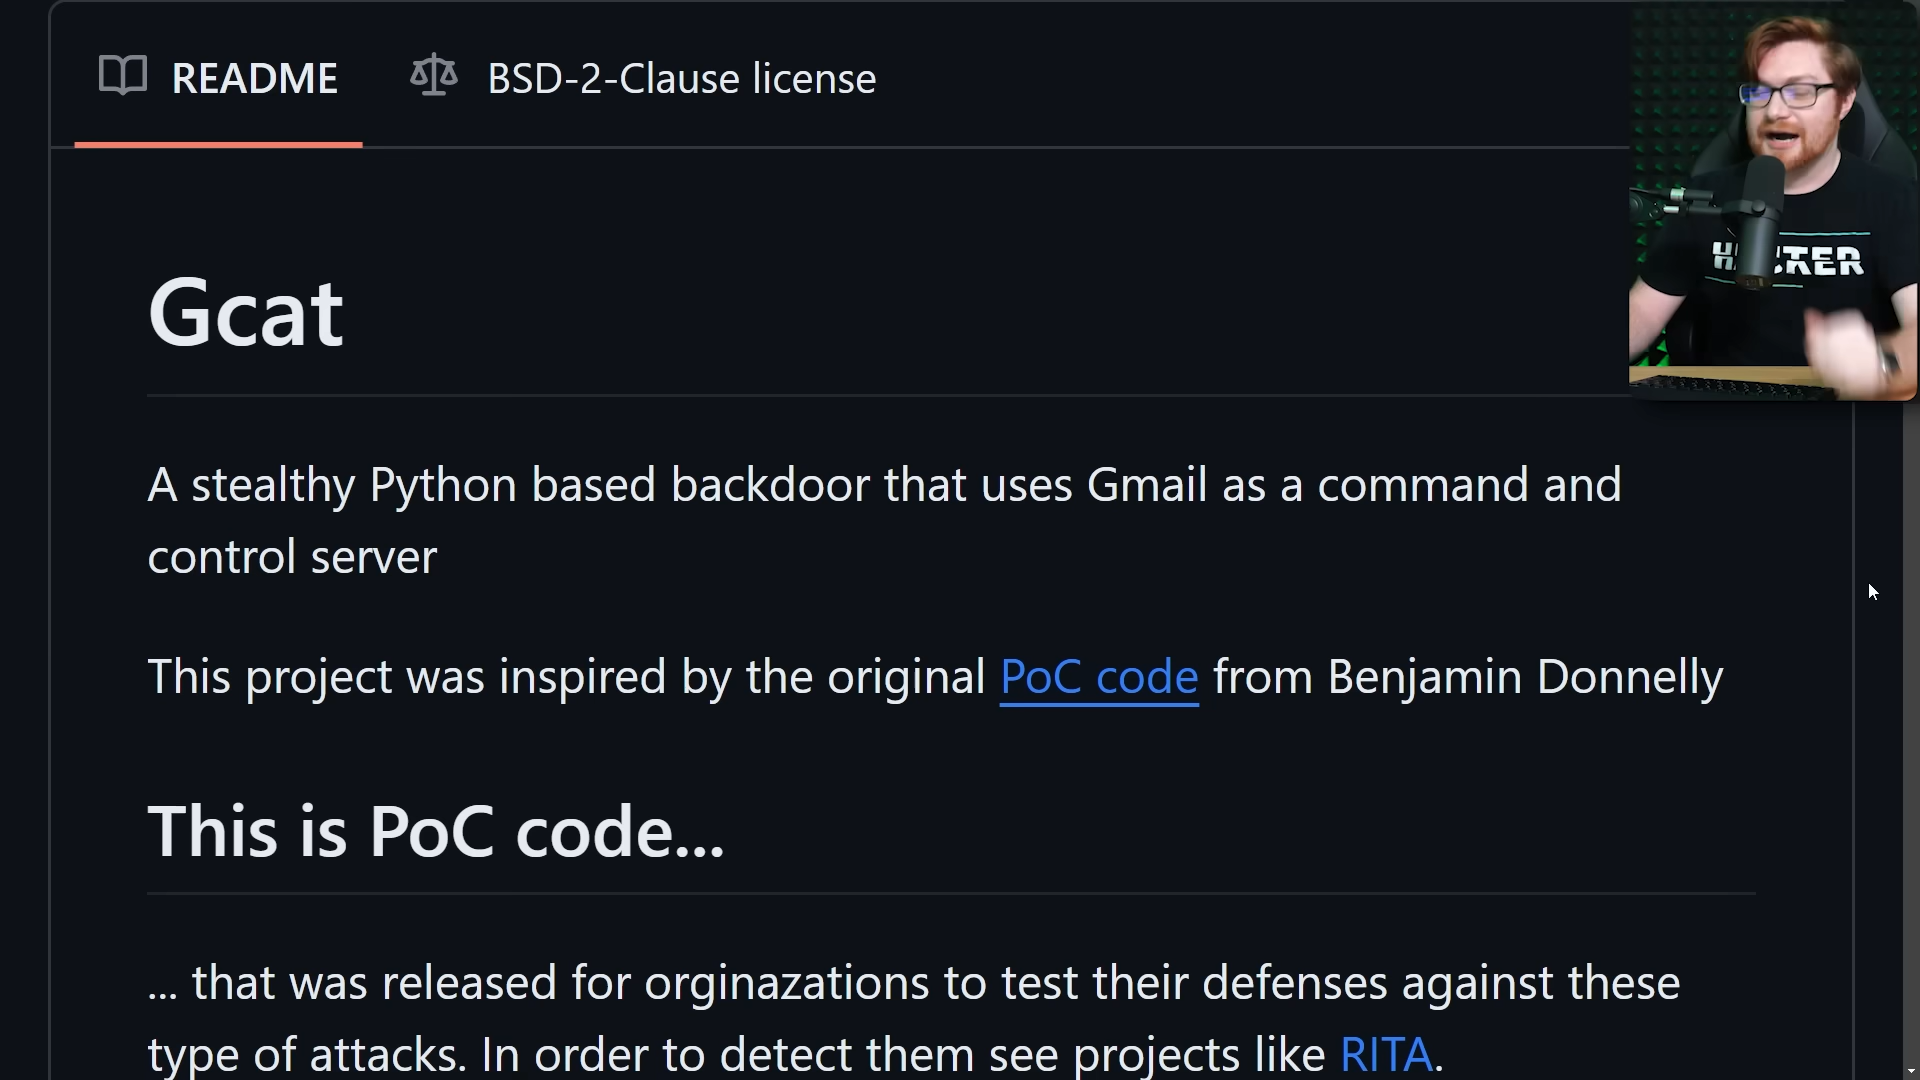 README
BSD-2-Clause license
Gcat
A stealthy Python based backdoor that uses Gmail as a command and
control server
This project was inspired by the original PoC code from Benjamin Donnelly
This is PoC code...
... that was released for orginazations to test their defenses against these
type of attacks. In order to detect them see projects like RITA.